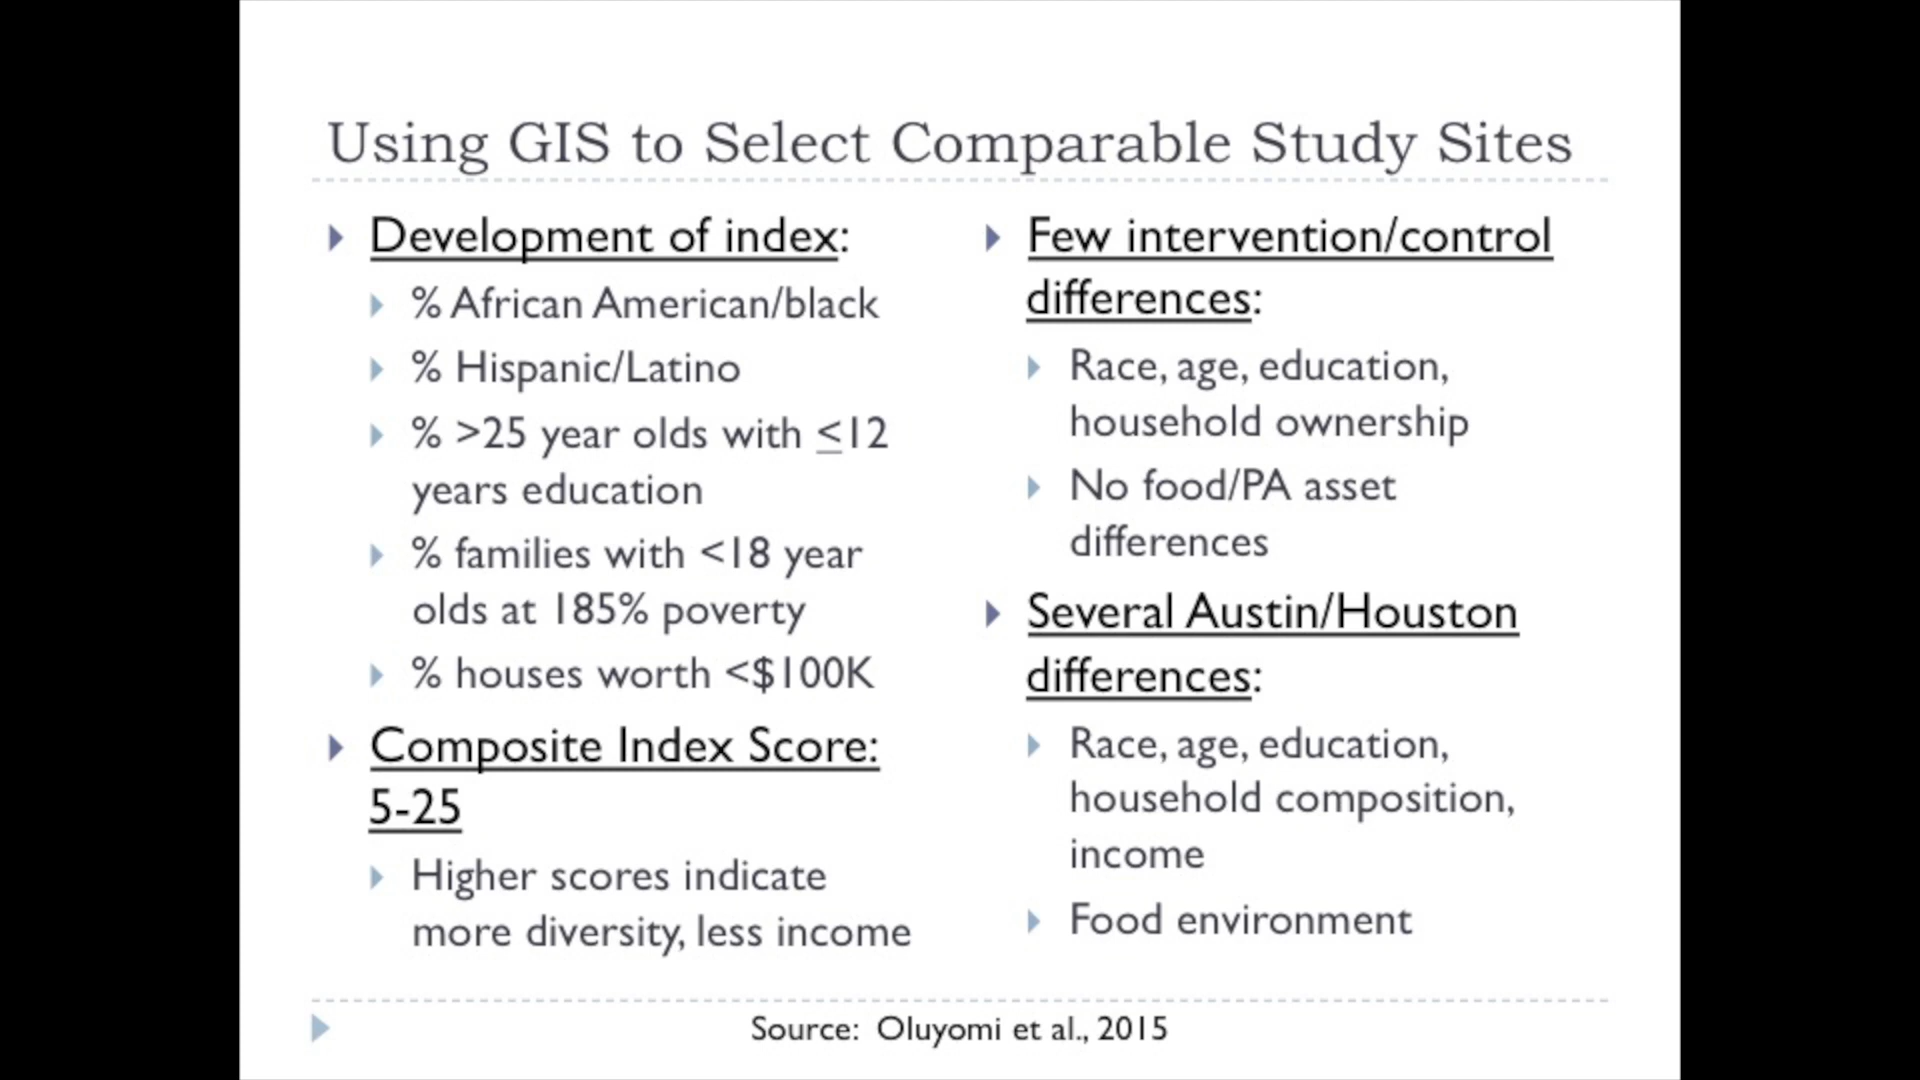 Using GIS to Select Comparable Study Sites
Development of index:
% African American/black
% Hispanic/Latino
% >25 year olds with ≤12
years education
% families with <18 year
olds at 185% poverty
% houses worth <$100K
Composite Index Score:
5-25
Higher scores indicate
more diversity, less income
Few intervention/control
differences:
Race, age, education,
household ownership
No food/PA asset
differences
Several Austin/Houston
differences:
Race, age, education,
household composition,
income
Food environment
Source: Oluyomi et al., 2015